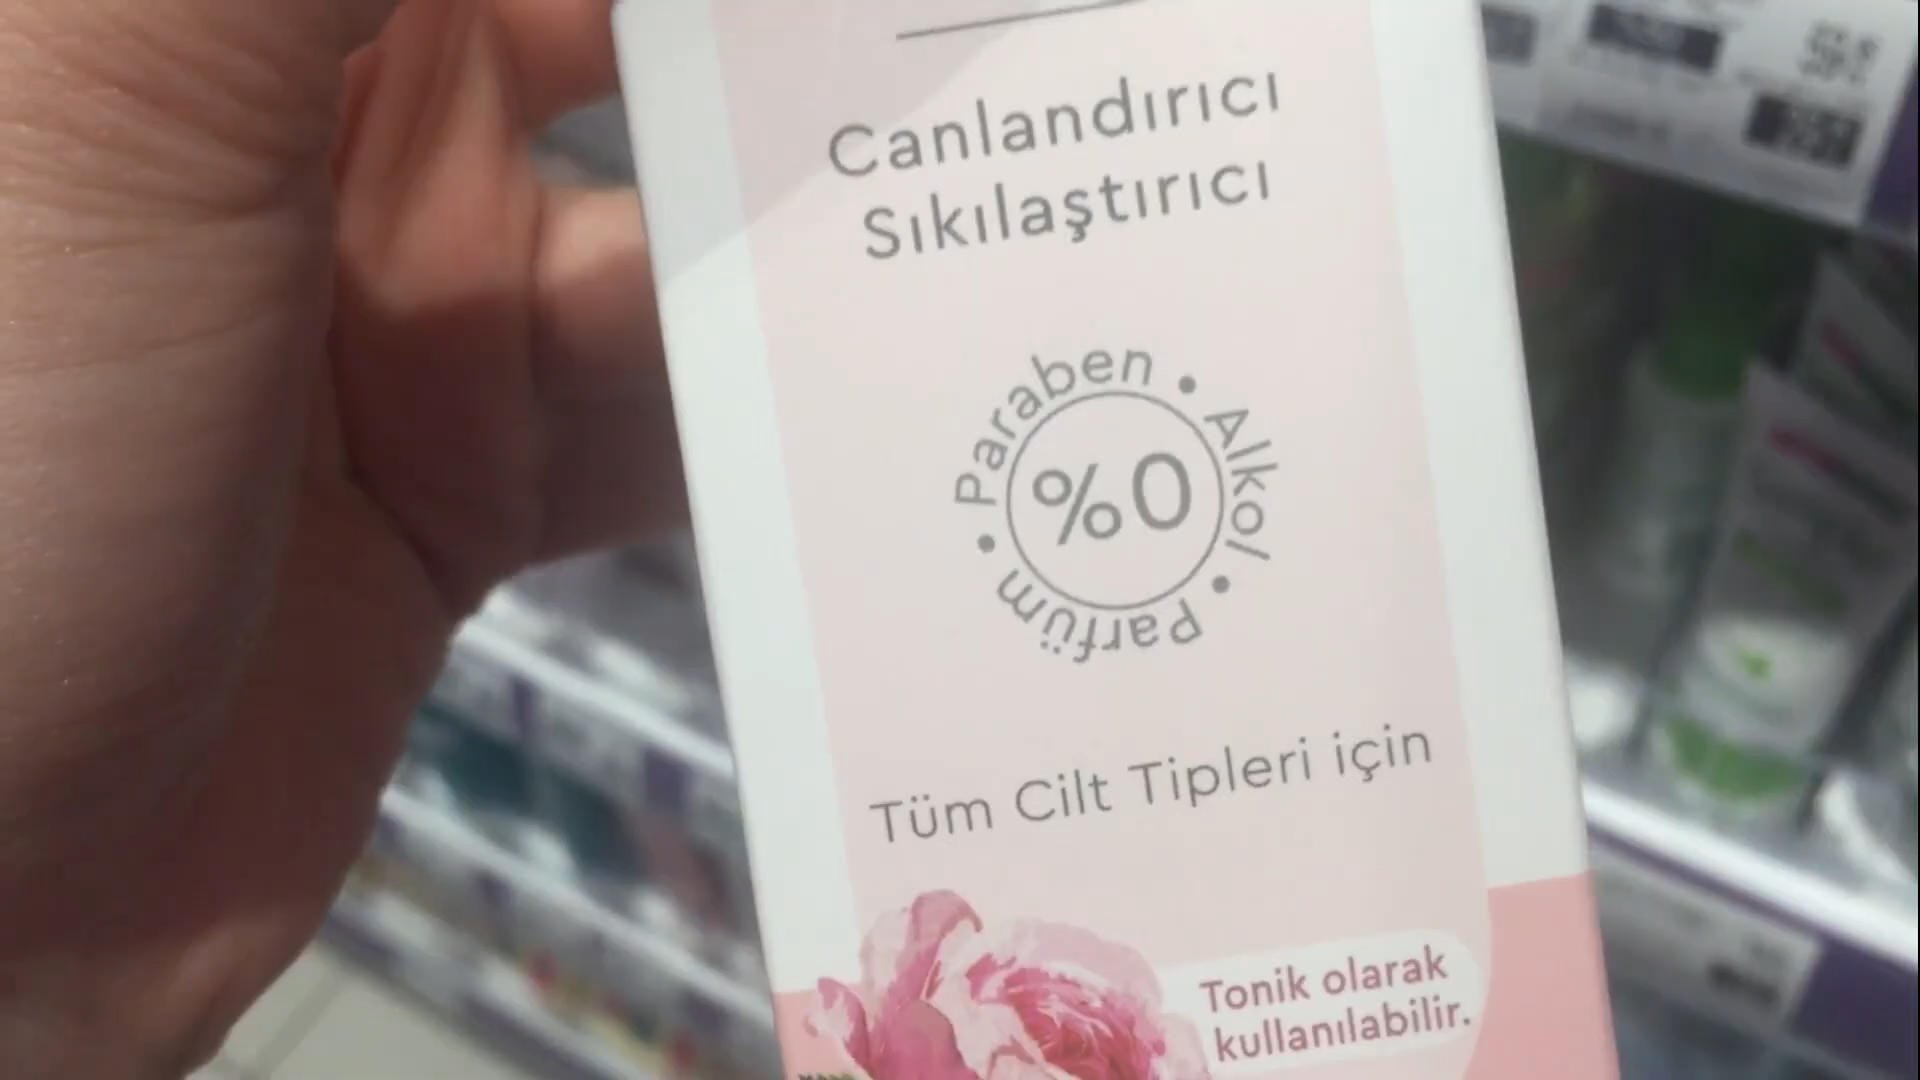 Canlandırıcı
Sıkılaştırıcı
Paraben • Alkol • Parfüm •
%0
Tüm Cilt Tipleri için
Tonik olarak
kullanılabilir.